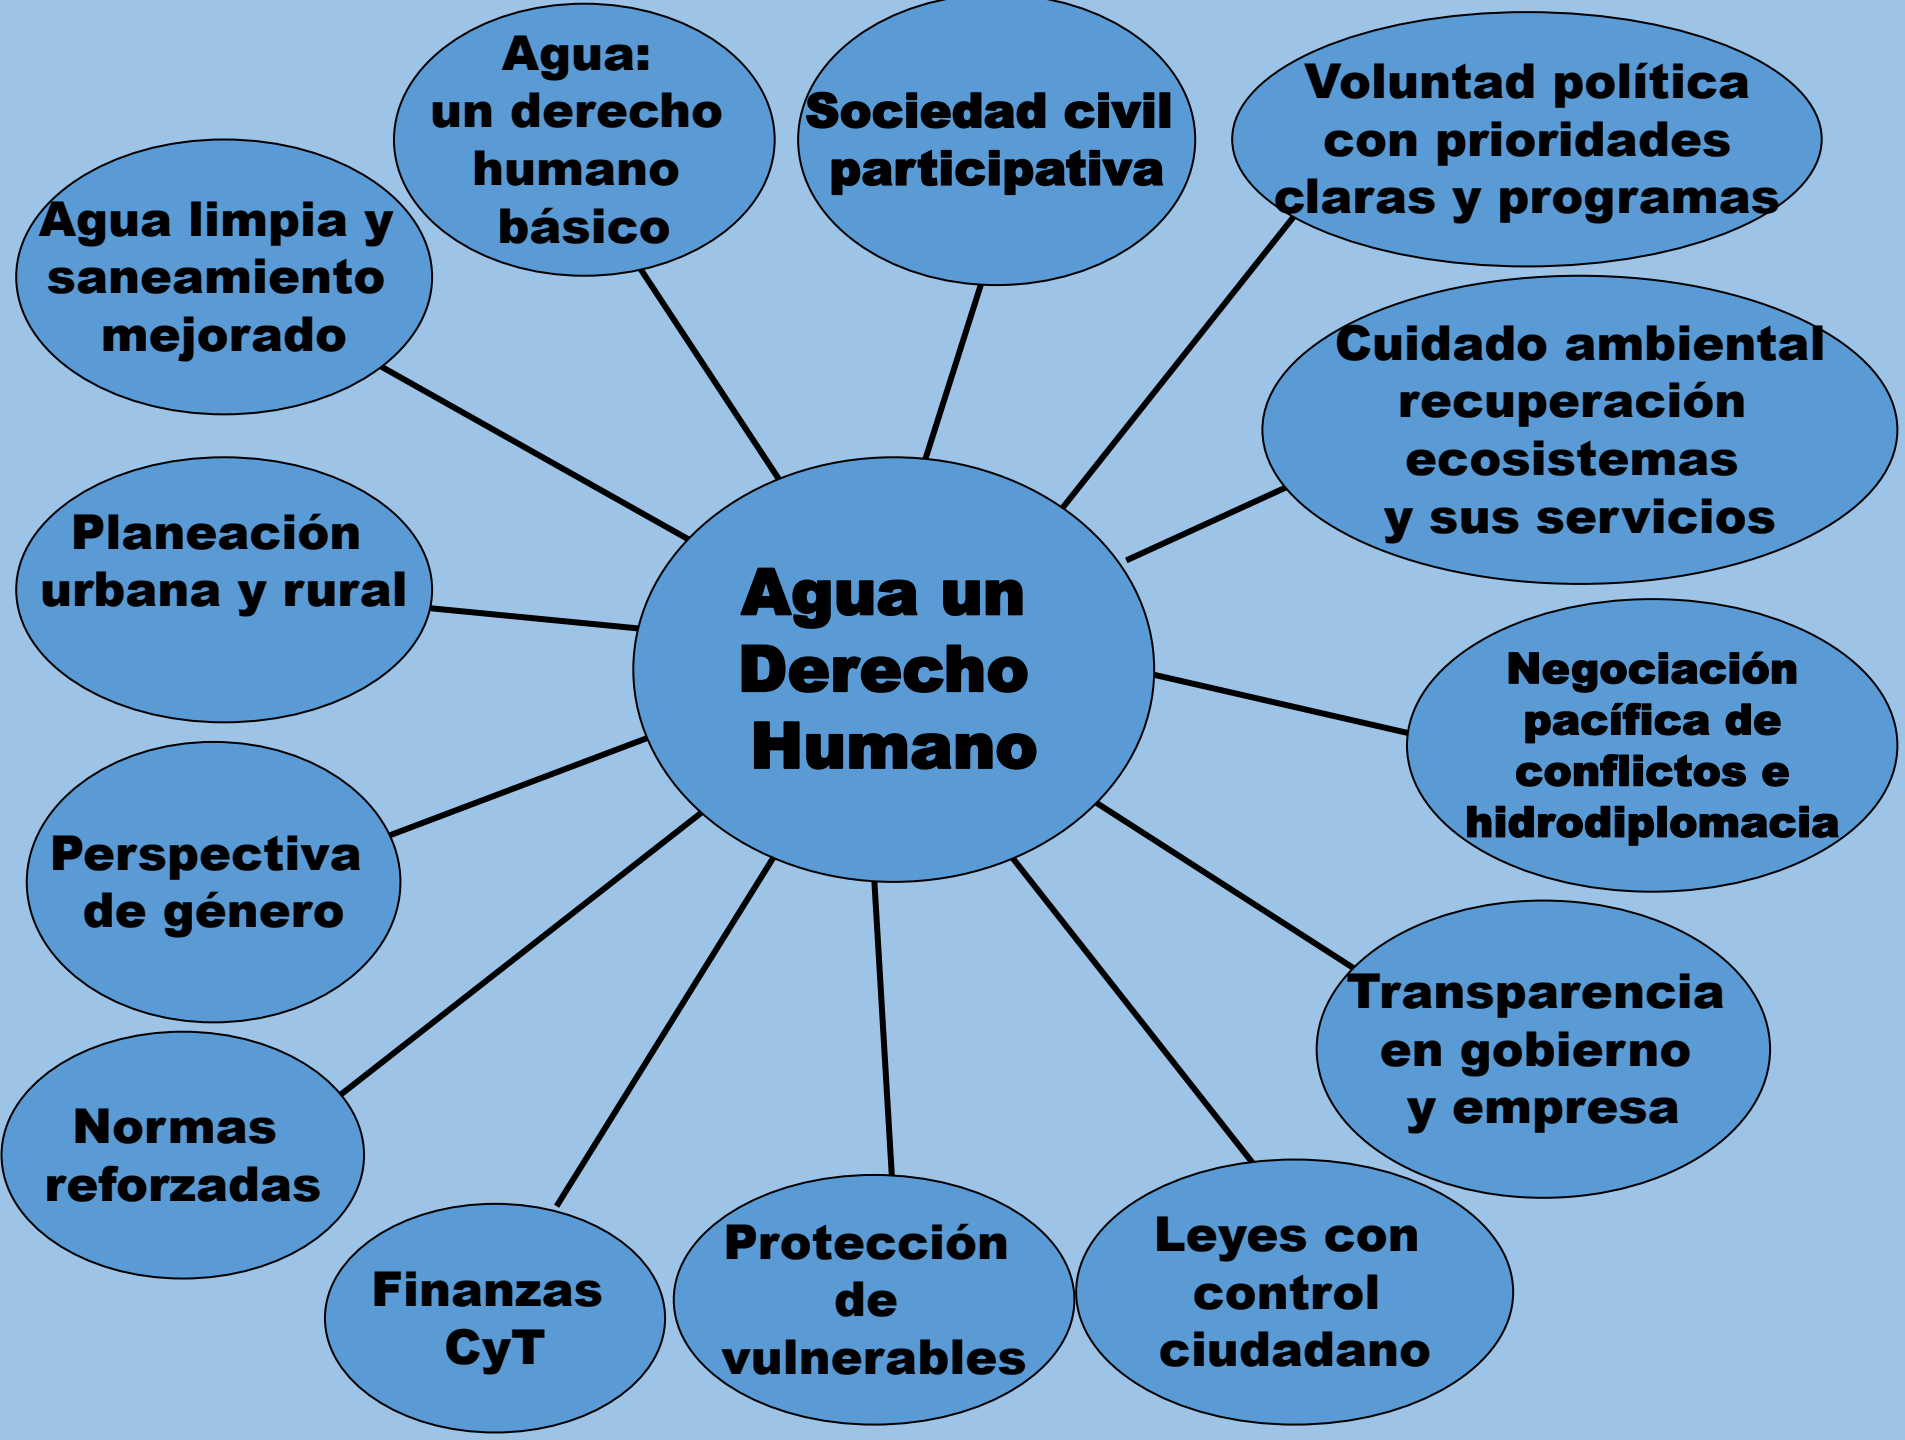 Agua:
un derecho
humano
básico
Sociedad civil
participativa
Voluntad política
con prioridades
claras y programas
Agua limpia y
saneamiento
mejorado
Cuidado ambiental
recuperación
ecosistemas
y sus servicios
Planeación
urbana y rural
Agua un
Derecho
Humano
Negociación
pacífica de
conflictos e
hidrodiplomacia
Perspectiva
de género
Transparencia
en gobierno
y empresa
Normas
reforzadas
Finanzas
CyT
Protección
de
vulnerables
Leyes con
control
ciudadano